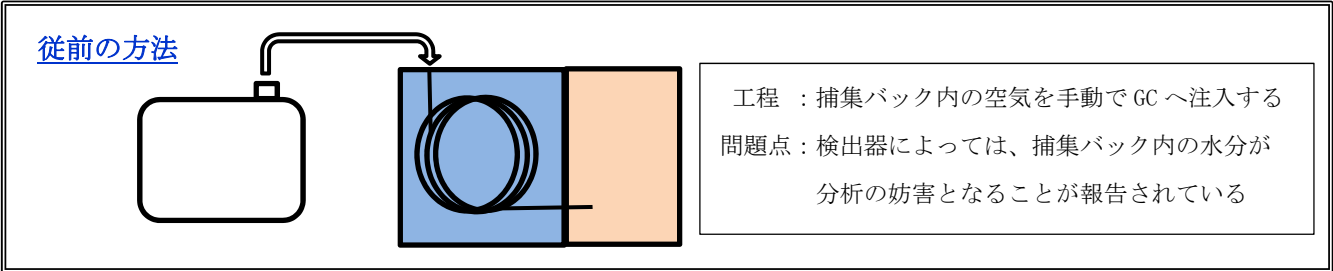 従前の方法
工程 ：捕集バック内の空気を手動で GC へ注入する
問題点：検出器によっては、捕集バック内の水分が
分析の妨害となることが報告されている